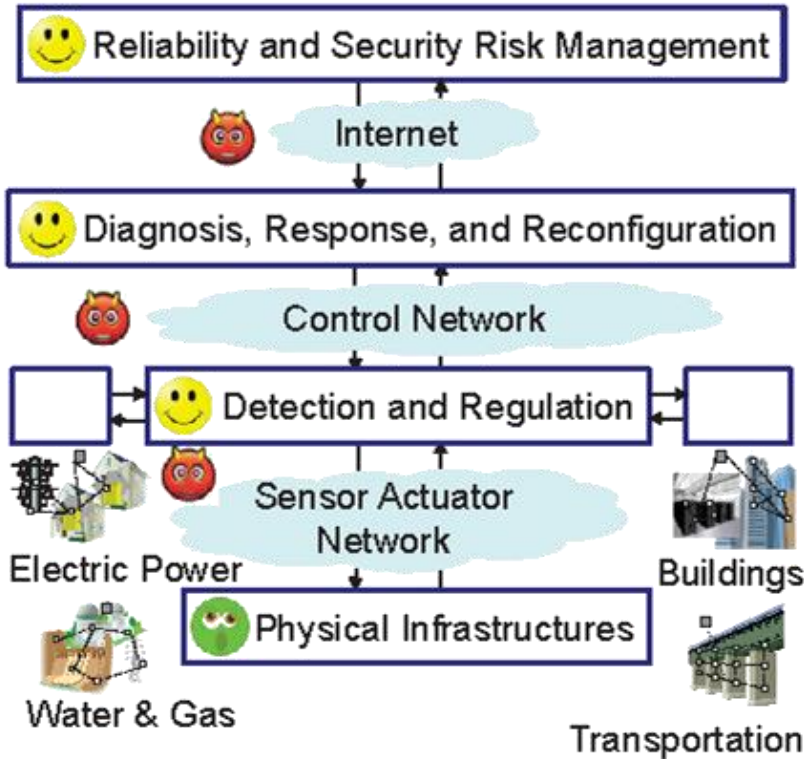 Reliability and Security Risk Management
Internet
Diagnosis, Response, and Reconfiguration
Control Network
Detection and Regulation
Sensor Actuator
Network
Electric Power
Buildings
Physical Infrastructures
Water & Gas
Transportation